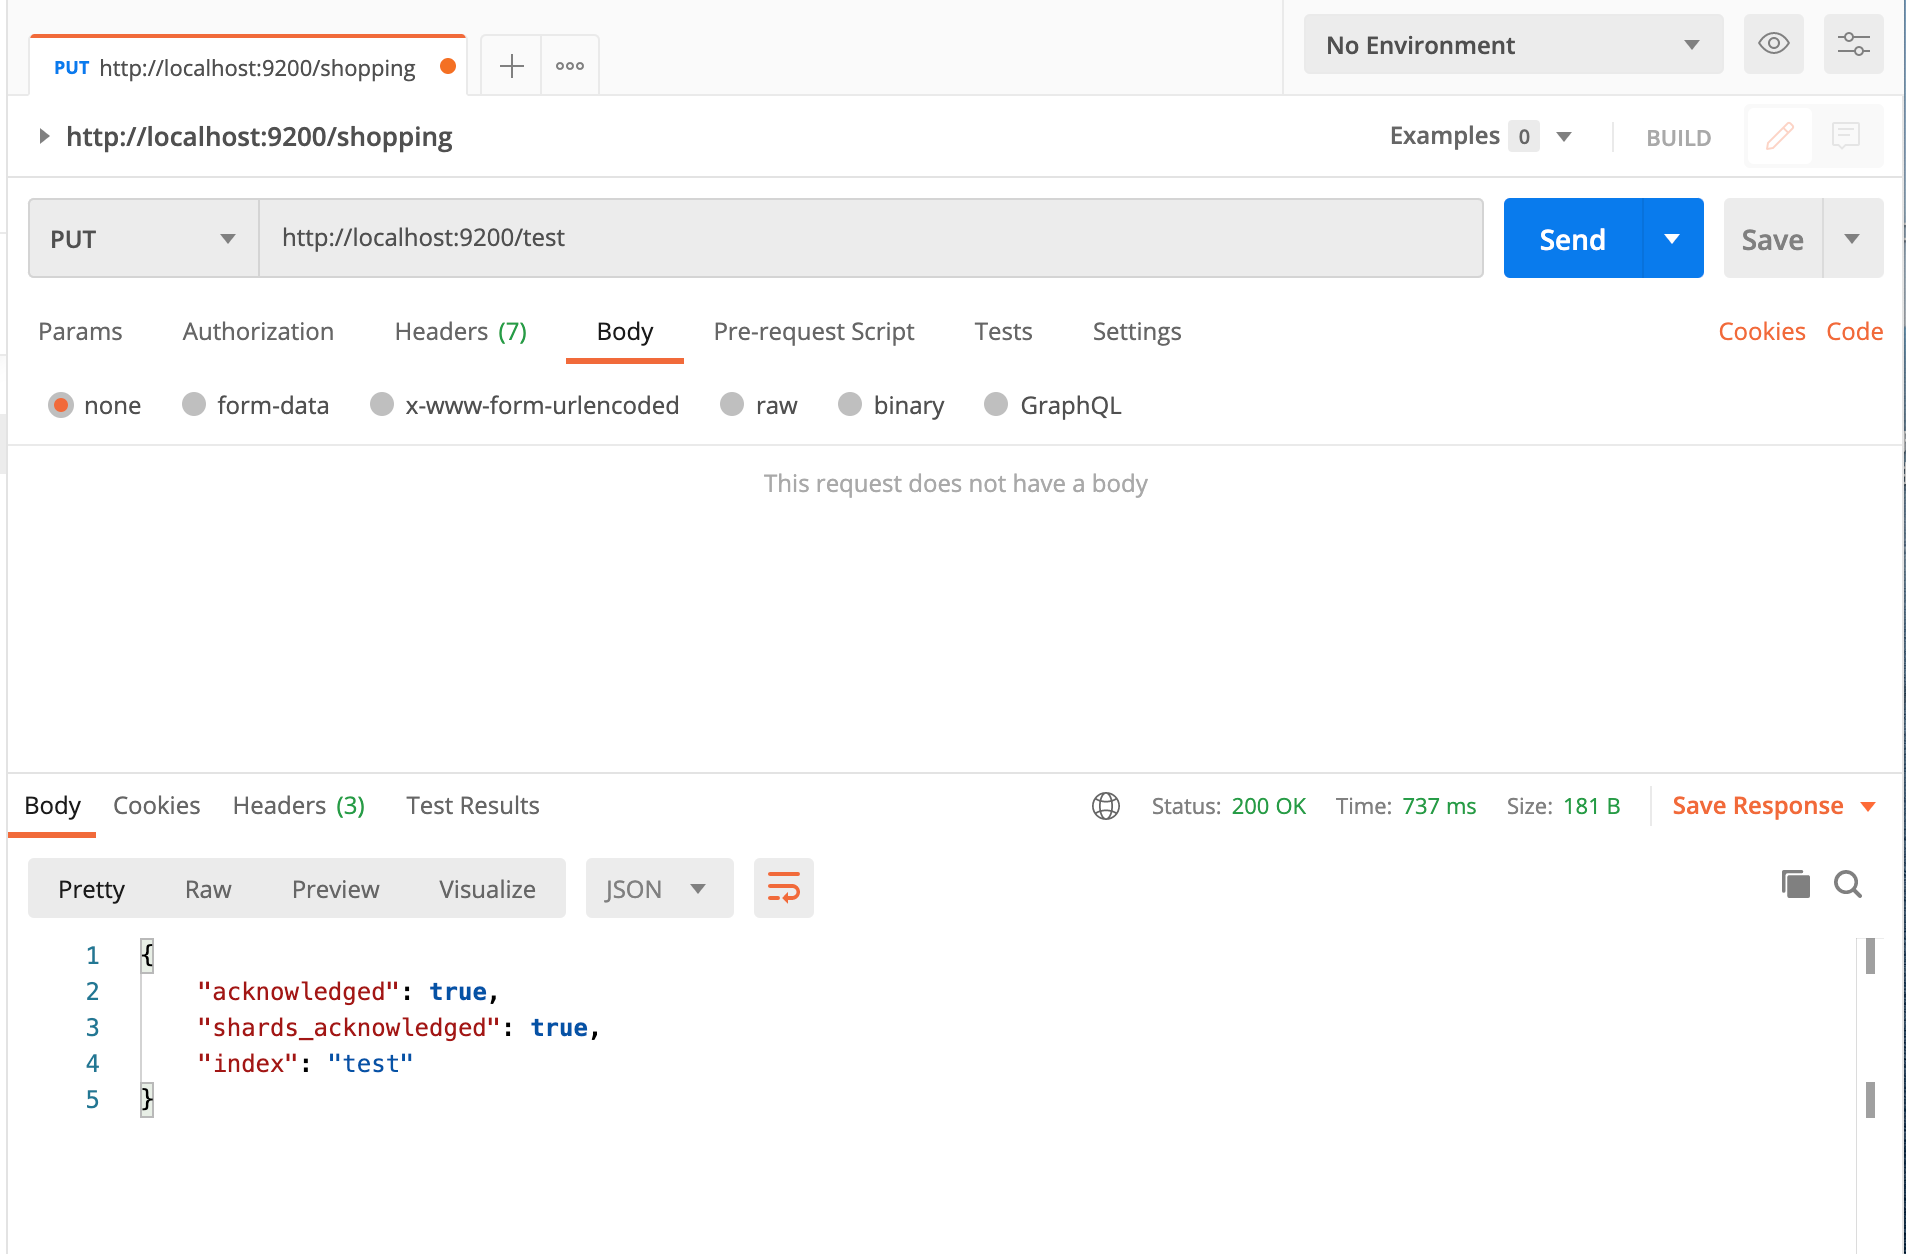 PUT http://localhost:9200/shopping
No Environment
http://localhost:9200/shopping
Examples 0
BUILD
PUT
http://localhost:9200/test
Send
Save
Params Authorization Headers (7) Body Pre-request Script Tests Settings Cookies Code
none form-data x-www-form-urlencoded raw binary GraphQL
This request does not have a body
Body Cookies Headers (3) Test Results Status: 200 OK Time: 737 ms Size: 181 B Save Response
Pretty Raw Preview Visualize JSON
1 {
2 "acknowledged": true,
3 "shards_acknowledged": true,
4 "index": "test"
5 }